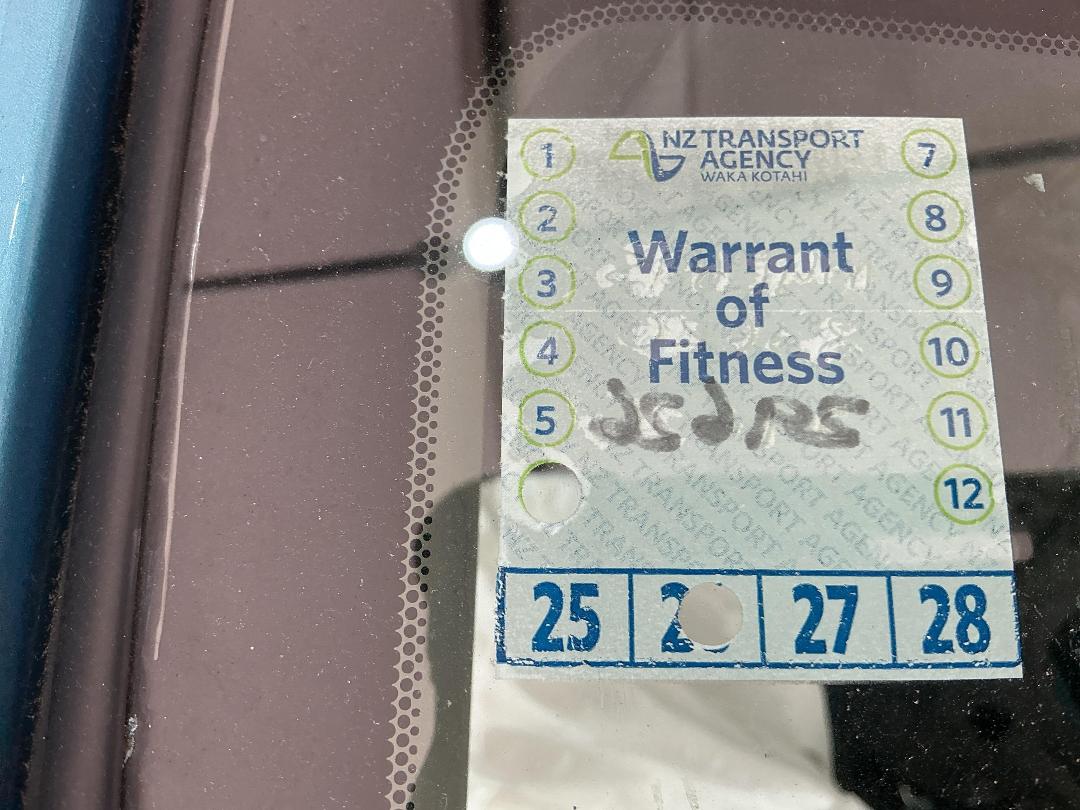 NZ TRANSPORT
AGENCY
WAKA KOTAHI
1
2
3
4
5
Warrant
of
Fitness
7
8
9
10
11
12
25 2 27 28